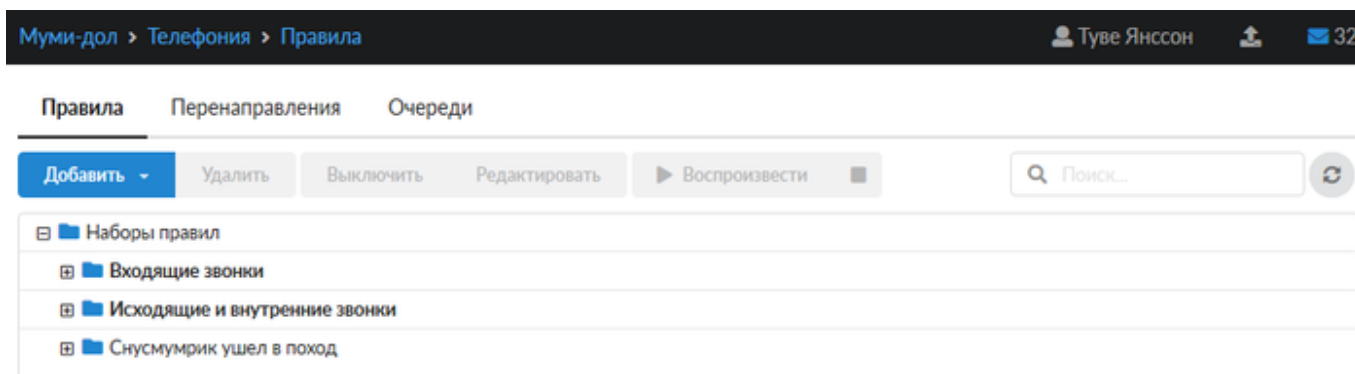 Муми-дол > Телефония > Правила Туве Янссон 32
Правила Перенаправления Очереди
Добавить Удалить Выключить Редактировать Воспроизвести Поиск...
Наборы правил
Входящие звонки
Исходящие и внутренние звонки
Снусмумрик ушел в поход